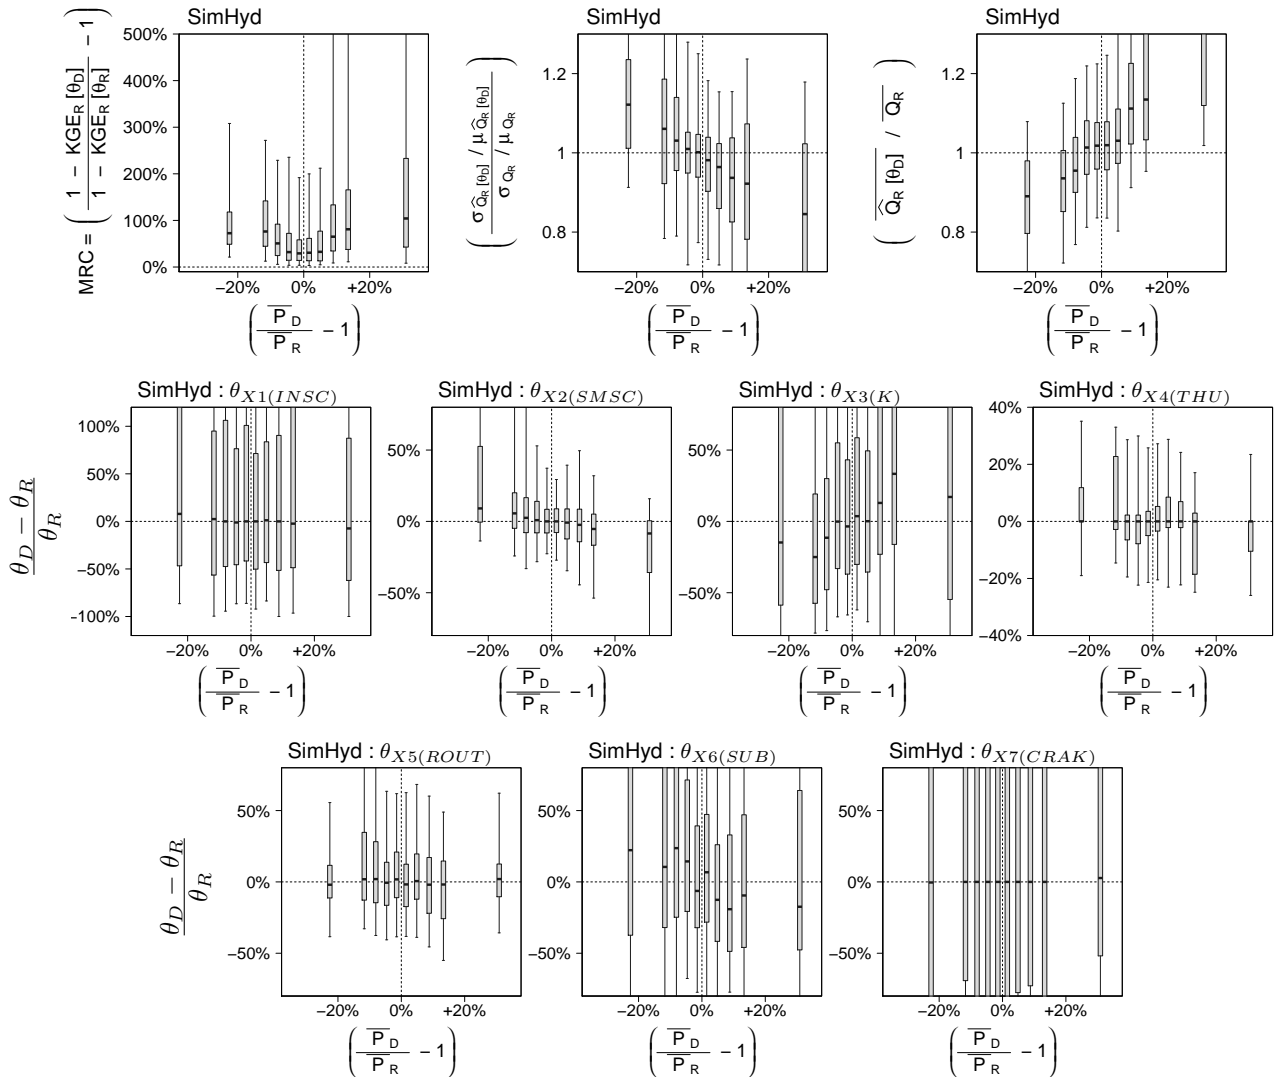 SimHyd SimHyd SimHyd
MRC = ( 1 − KGE_R [θ_D] / 1 − KGE_R [θ_R] − 1 )
500%
400%
300%
200%
100%
0%
−20% 0% +20%
( P̅_D / P̅_R − 1 )
( σ_Q̂_R [θ_D] / μ_Q̂_R [θ_D] / σ_Q_R / μ_Q_R )
1.2
1
0.8
−20% 0% +20%
( P̅_D / P̅_R − 1 )
( Q̂_R [θ_D] / Q_R )
1.2
1
0.8
−20% 0% +20%
( P̅_D / P̅_R − 1 )
SimHyd : θ_X1(INSC)
θ_D − θ_R / θ_R
100%
50%
0%
−50%
−100%
−20% 0% +20%
( P̅_D / P̅_R − 1 )
SimHyd : θ_X2(SMSC)
50%
0%
−50%
−20% 0% +20%
( P̅_D / P̅_R − 1 )
SimHyd : θ_X3(K)
50%
0%
−50%
−20% 0% +20%
( P̅_D / P̅_R − 1 )
SimHyd : θ_X4(THU)
40%
20%
0%
−20%
−40%
−20% 0% +20%
( P̅_D / P̅_R − 1 )
SimHyd : θ_X5(ROUT)
θ_D − θ_R / θ_R
50%
0%
−50%
−20% 0% +20%
( P̅_D / P̅_R − 1 )
SimHyd : θ_X6(SUB)
50%
0%
−50%
−20% 0% +20%
( P̅_D / P̅_R − 1 )
SimHyd : θ_X7(CRAK)
50%
0%
−50%
−20% 0% +20%
( P̅_D / P̅_R − 1 )